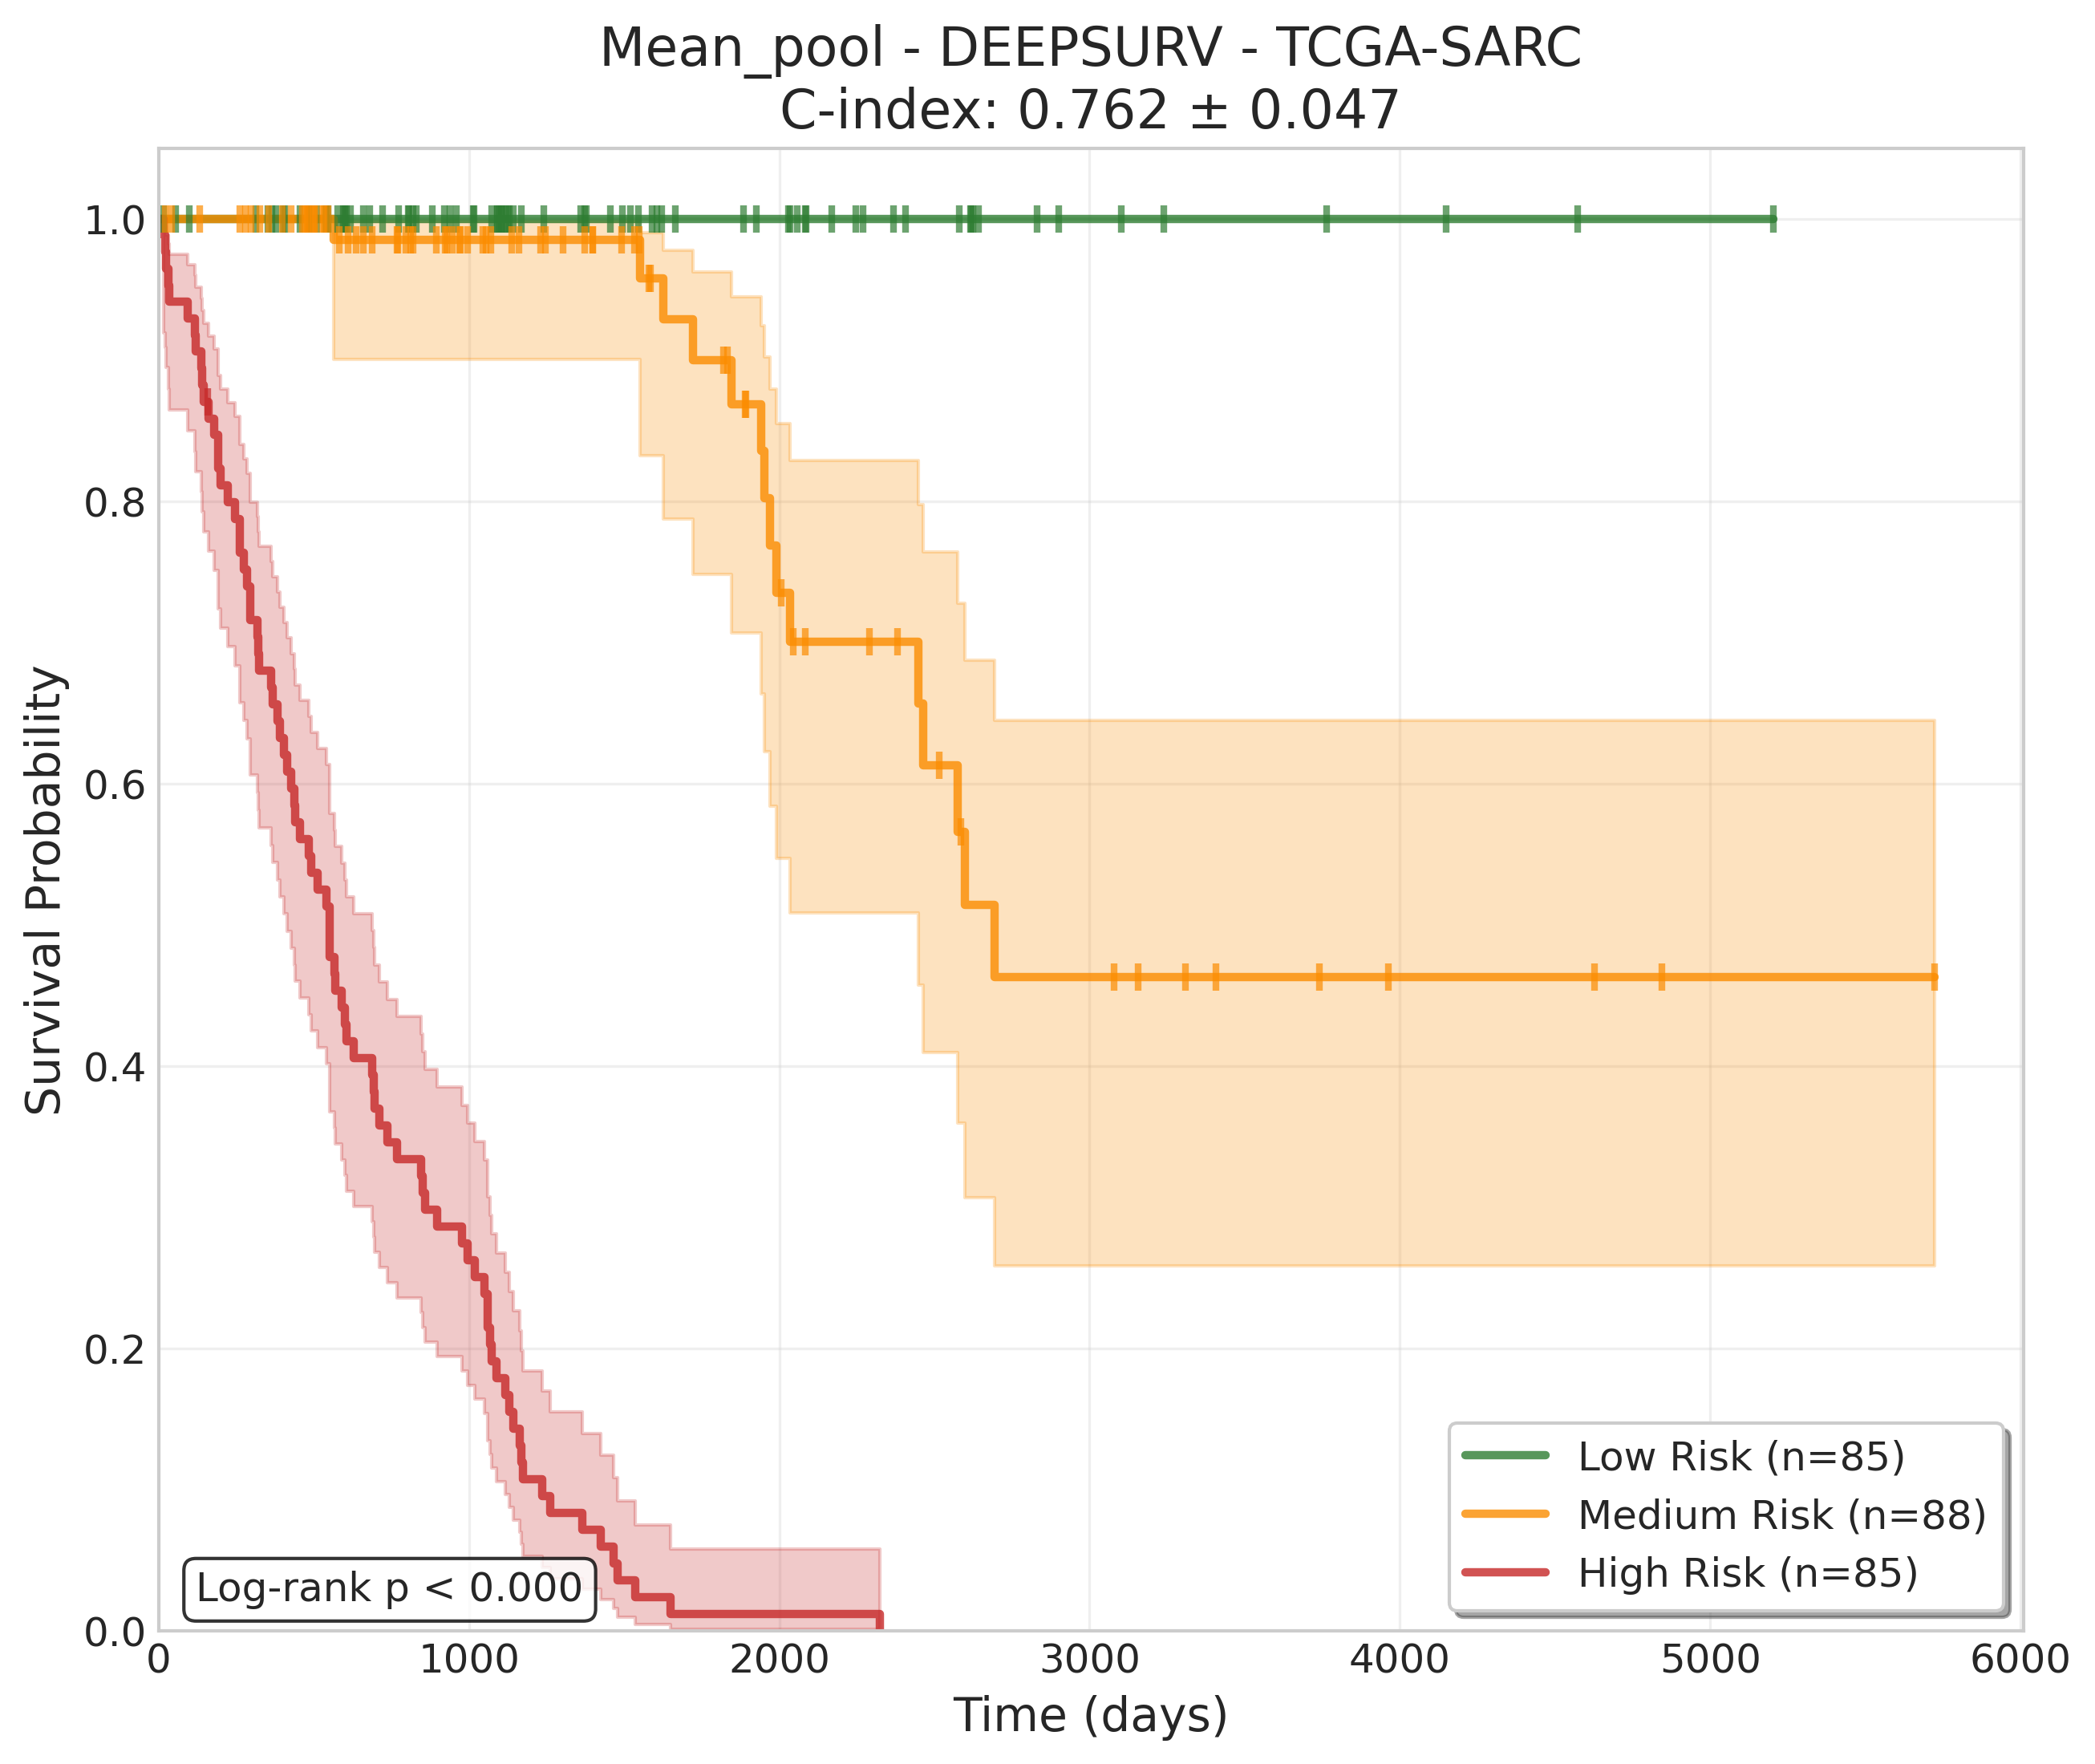 Mean_pool - DEEPSURV - TCGA-SARC
C-index: 0.762 ± 0.047
Survival Probability
1.0
0.8
0.6
0.4
0.2
0.0
Log-rank p < 0.000
Low Risk (n=85)
Medium Risk (n=88)
High Risk (n=85)
0 1000 2000 3000 4000 5000 6000
Time (days)